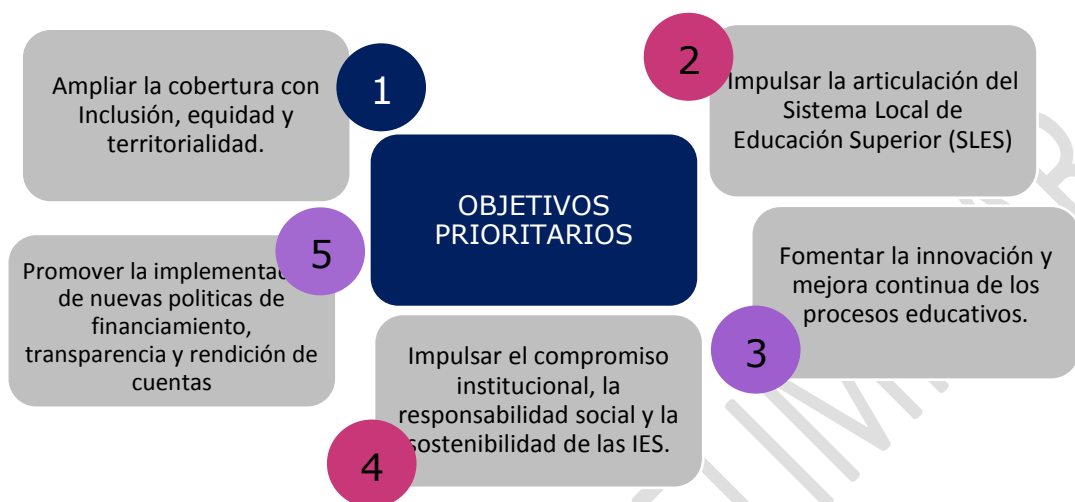 OBJETIVOS
PRIORITARIOS
1
Ampliar la cobertura con
Inclusión, equidad y
territorialidad.
2
Impulsar la articulación del
Sistema Local de
Educación Superior (SLES)
3
Fomentar la innovación y
mejora continua de los
procesos educativos.
4
Impulsar el compromiso
institucional, la
responsabilidad social y la
sostenibilidad de las IES.
5
Promover la
de nuevas politicas de
financiamiento,
transparencia y rendición de
cuentas